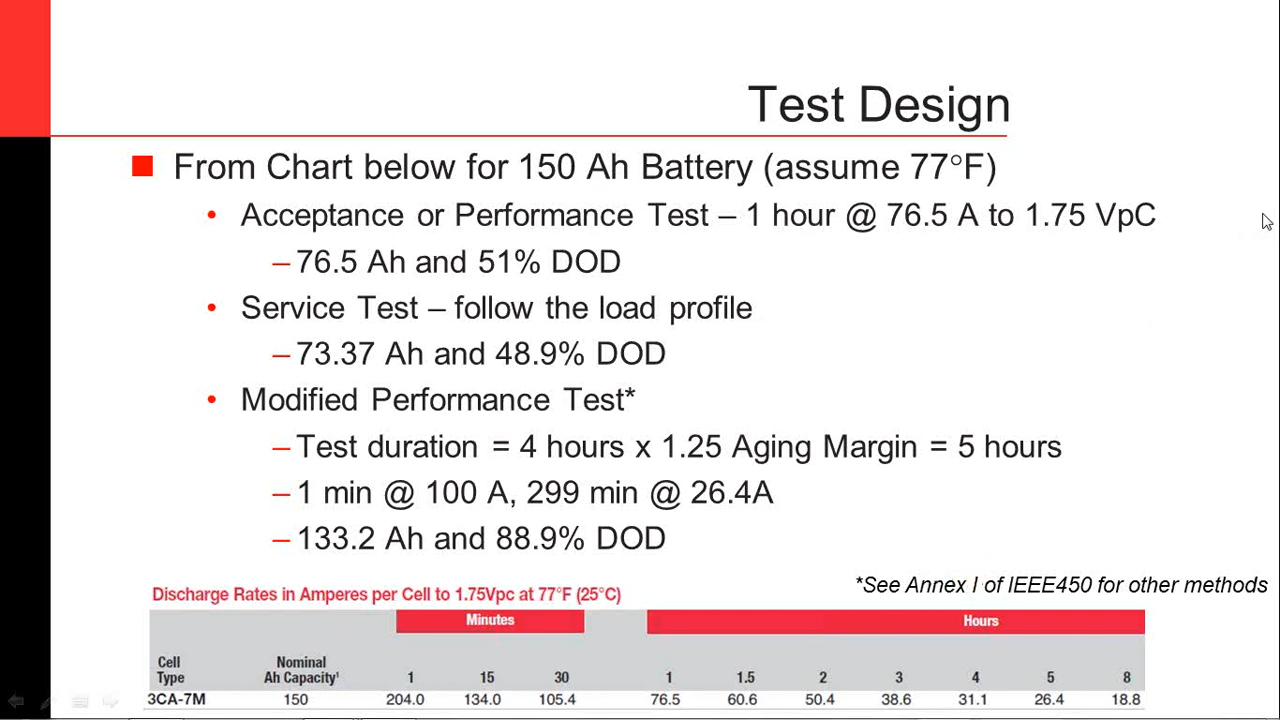 Test Design
From Chart below for 150 Ah Battery (assume 77°F)
• Acceptance or Performance Test – 1 hour @ 76.5 A to 1.75 VpC
– 76.5 Ah and 51% DOD
• Service Test – follow the load profile
– 73.37 Ah and 48.9% DOD
• Modified Performance Test*
– Test duration = 4 hours x 1.25 Aging Margin = 5 hours
– 1 min @ 100 A, 299 min @ 26.4A
– 133.2 Ah and 88.9% DOD
*See Annex I of IEEE450 for other methods
Discharge Rates in Amperes per Cell to 1.75Vpc at 77°F (25°C)
Minutes Hours
Cell Nominal
Type Ah Capacity¹ 1 15 30 1 1.5 2 3 4 5 8
3CA-7M 150 204.0 134.0 105.4 76.5 60.6 50.4 38.6 31.1 26.4 18.8